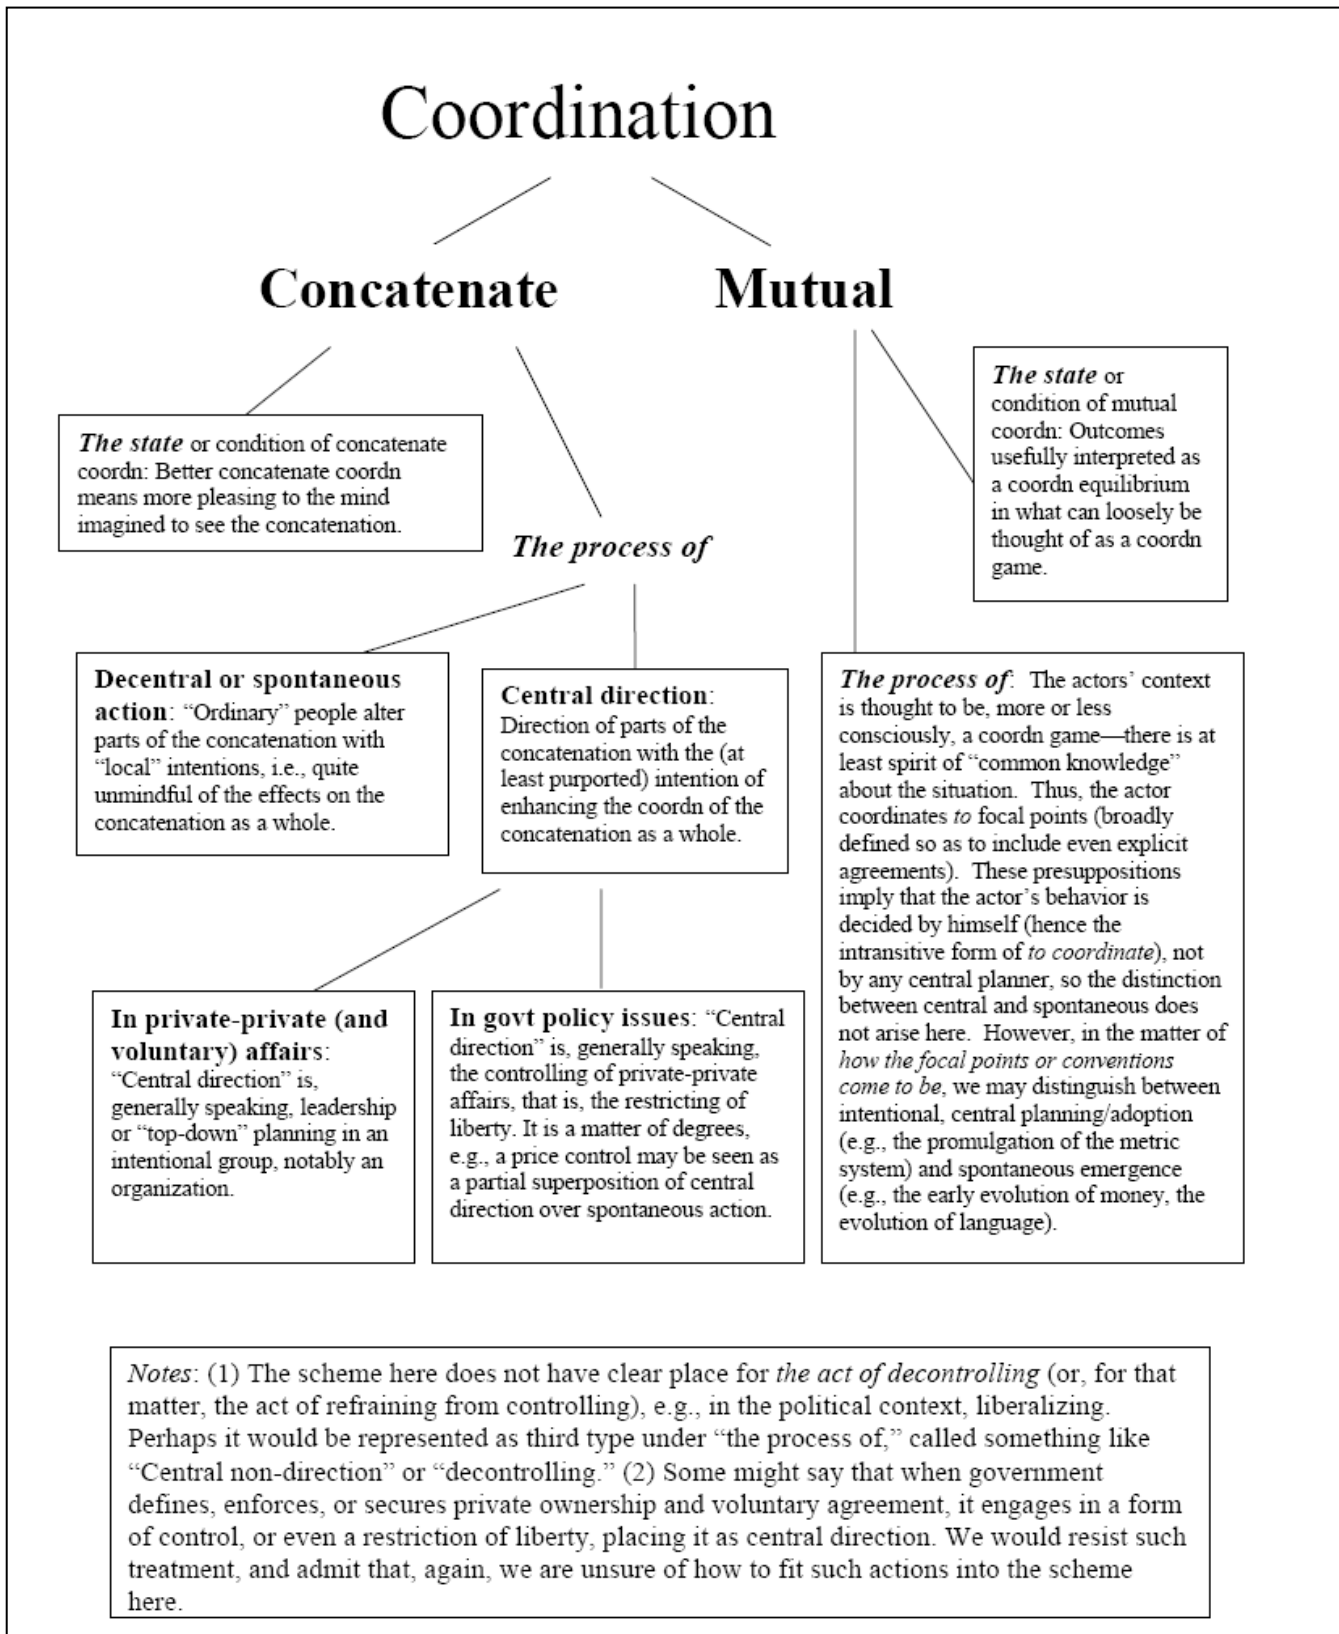 Coordination
Concatenate
Mutual
The state or condition of concatenate
coordn: Better concatenate coordn
means more pleasing to the mind
imagined to see the concatenation.
The process of
The state or
condition of mutual
coordn: Outcomes
usefully interpreted as
a coordn equilibrium
in what can loosely be
thought of as a coordn
game.
Decentral or spontaneous
action: “Ordinary” people alter
parts of the concatenation with
“local” intentions, i.e., quite
unmindful of the effects on the
concatenation as a whole.
Central direction:
Direction of parts of the
concatenation with the (at
least purported) intention of
enhancing the coordn of the
concatenation as a whole.
The process of:  The actors’ context
is thought to be, more or less
consciously, a coordn game—there is at
least spirit of “common knowledge”
about the situation.  Thus, the actor
coordinates to focal points (broadly
defined so as to include even explicit
agreements).  These presuppositions
imply that the actor’s behavior is
decided by himself (hence the
intransitive form of to coordinate), not
by any central planner, so the distinction
between central and spontaneous does
not arise here.  However, in the matter of
how the focal points or conventions
come to be, we may distinguish between
intentional, central planning/adoption
(e.g., the promulgation of the metric
system) and spontaneous emergence
(e.g., the early evolution of money, the
evolution of language).
In private-private (and
voluntary) affairs:
“Central direction” is,
generally speaking, leadership
or “top-down” planning in an
intentional group, notably an
organization.
In govt policy issues: “Central
direction” is, generally speaking,
the controlling of private-private
affairs, that is, the restricting of
liberty. It is a matter of degrees,
e.g., a price control may be seen as
a partial superposition of central
direction over spontaneous action.
Notes: (1) The scheme here does not have clear place for the act of decontrolling (or, for that
matter, the act of refraining from controlling), e.g., in the political context, liberalizing.
Perhaps it would be represented as third type under “the process of,” called something like
“Central non-direction” or “decontrolling.” (2) Some might say that when government
defines, enforces, or secures private ownership and voluntary agreement, it engages in a form
of control, or even a restriction of liberty, placing it as central direction. We would resist such
treatment, and admit that, again, we are unsure of how to fit such actions into the scheme
here.